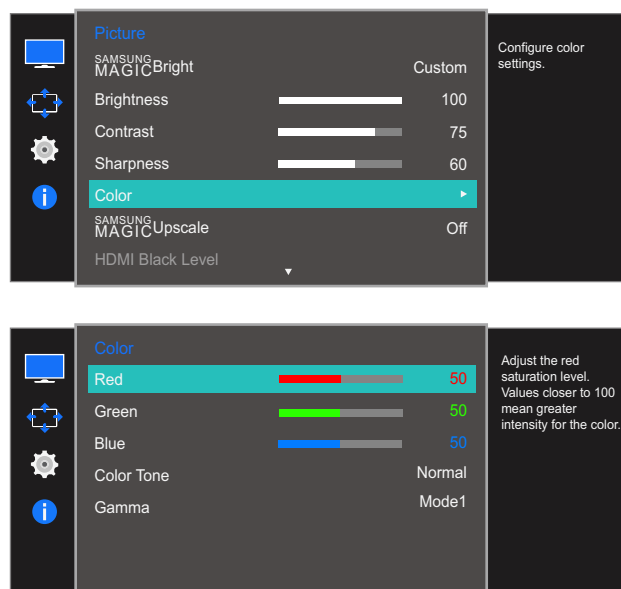 Picture
SAMSUNG MAGICBright Custom
Brightness 100
Contrast 75
Sharpness 60
Color
SAMSUNG MAGICUpscale Off
HDMI Black Level
Configure color
settings.
Color
Red 50
Green 50
Blue 50
Color Tone Normal
Gamma Mode1
Adjust the red
saturation level.
Values closer to 100
mean greater
intensity for the color.